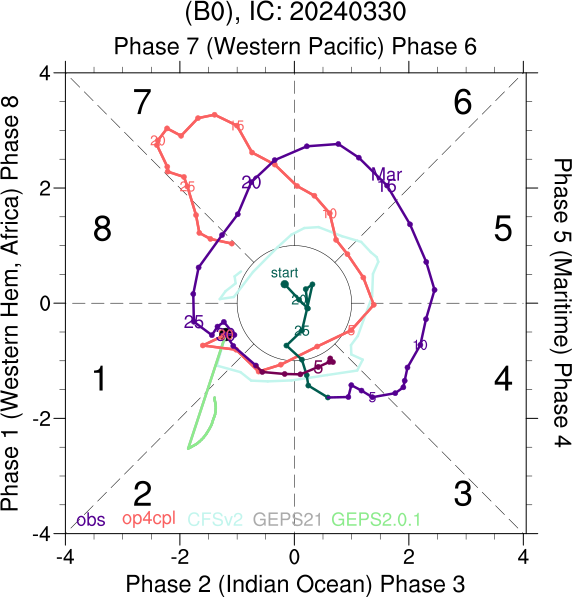 (B0), IC: 20240330
Phase 7 (Western Pacific) Phase 6
Phase 1 (Western Hem, Africa) Phase 8
Phase 5 (Maritime) Phase 4
4
2
0
-2
-4
7
6
8
5
1
4
2
3
15
20
25
20
Mar
15
10
5
10
5
start
20
25
30
5
25
obs
op4cpl
CFSv2
GEPS21
GEPS2.0.1
-4
-2
0
2
4
Phase 2 (Indian Ocean) Phase 3